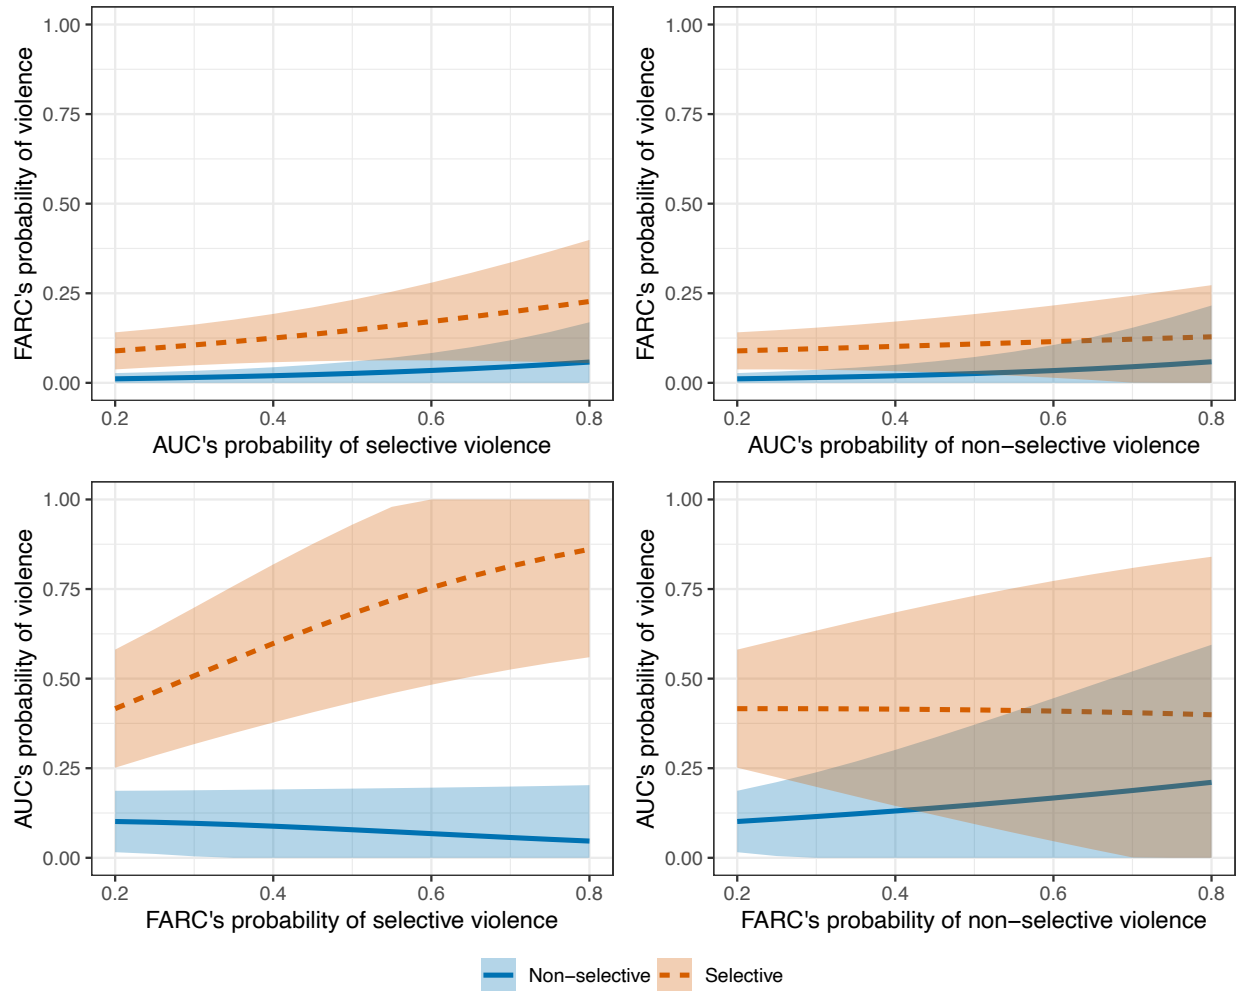 1.00
0.75
0.50
0.25
0.00
FARC's probability of violence
0.2 0.4 0.6 0.8
AUC's probability of selective violence
1.00
0.75
0.50
0.25
0.00
FARC's probability of violence
0.2 0.4 0.6 0.8
AUC's probability of non−selective violence
1.00
0.75
0.50
0.25
0.00
AUC's probability of violence
0.2 0.4 0.6 0.8
FARC's probability of selective violence
1.00
0.75
0.50
0.25
0.00
AUC's probability of violence
0.2 0.4 0.6 0.8
FARC's probability of non−selective violence
Non−selective Selective